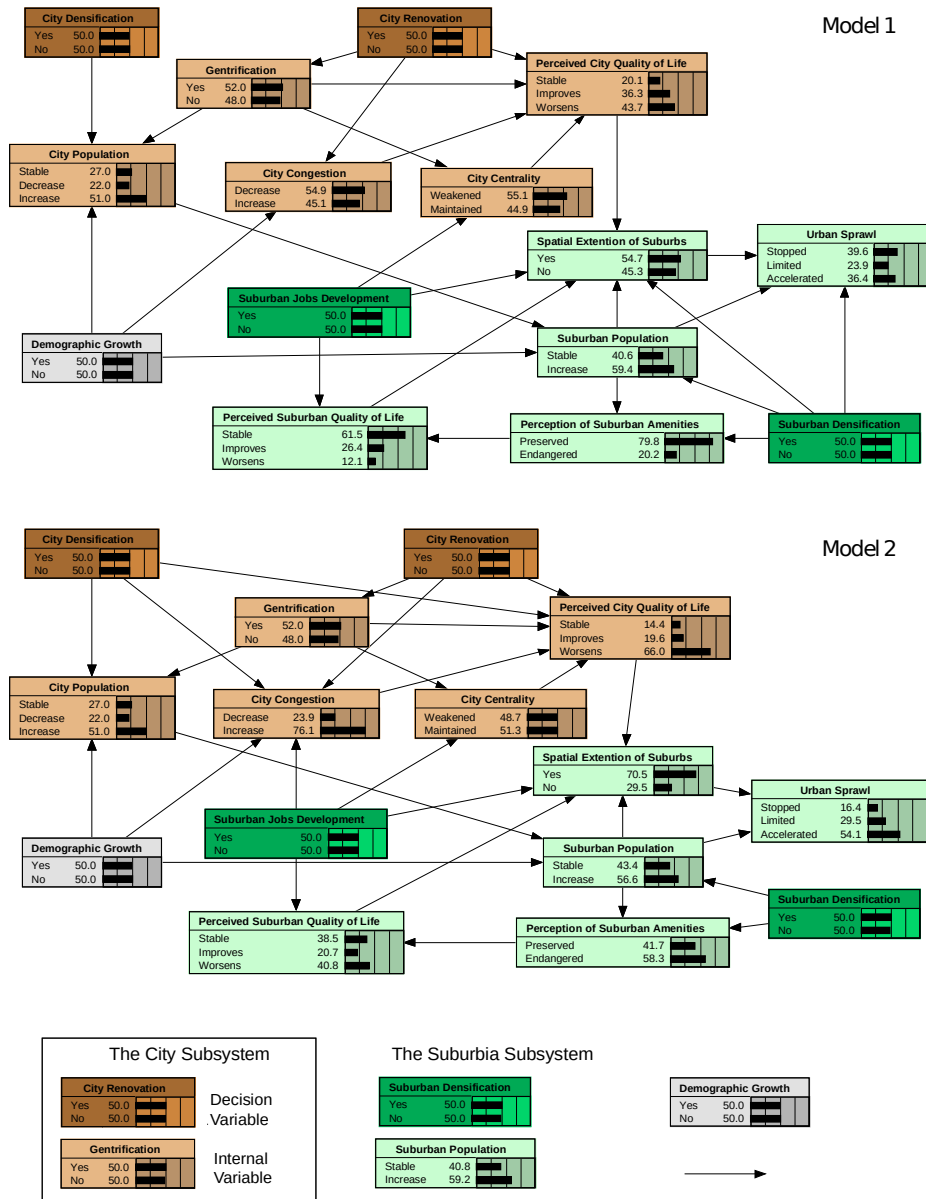 Model 1
City Densification
Yes 50.0
No 50.0
City Renovation
Yes 50.0
No 50.0
Gentrification
Yes 52.0
No 48.0
Perceived City Quality of Life
Stable 20.1
Improves 36.3
Worsens 43.7
City Population
Stable 27.0
Decrease 22.0
Increase 51.0
City Congestion
Decrease 54.9
Increase 45.1
City Centrality
Weakened 55.1
Maintained 44.9
Spatial Extention of Suburbs
Yes 54.7
No 45.3
Urban Sprawl
Stopped 39.6
Limited 23.9
Accelerated 36.4
Suburban Jobs Development
Yes 50.0
No 50.0
Demographic Growth
Yes 50.0
No 50.0
Suburban Population
Stable 40.6
Increase 59.4
Perceived Suburban Quality of Life
Stable 61.5
Improves 26.4
Worsens 12.1
Perception of Suburban Amenities
Preserved 79.8
Endangered 20.2
Suburban Densification
Yes 50.0
No 50.0
Model 2
City Densification
Yes 50.0
No 50.0
City Renovation
Yes 50.0
No 50.0
Gentrification
Yes 52.0
No 48.0
Perceived City Quality of Life
Stable 14.4
Improves 19.6
Worsens 66.0
City Population
Stable 27.0
Decrease 22.0
Increase 51.0
City Congestion
Decrease 23.9
Increase 76.1
City Centrality
Weakened 48.7
Maintained 51.3
Spatial Extention of Suburbs
Yes 70.5
No 29.5
Urban Sprawl
Stopped 16.4
Limited 29.5
Accelerated 54.1
Suburban Jobs Development
Yes 50.0
No 50.0
Demographic Growth
Yes 50.0
No 50.0
Suburban Population
Stable 43.4
Increase 56.6
Suburban Densification
Yes 50.0
No 50.0
Perceived Suburban Quality of Life
Stable 38.5
Improves 20.7
Worsens 40.8
Perception of Suburban Amenities
Preserved 41.7
Endangered 58.3
The City Subsystem
City Renovation
Yes 50.0
No 50.0
Decision
.Variable
Gentrification
Yes 50.0
No 50.0
Internal
Variable
The Suburbia Subsystem
Suburban Densification
Yes 50.0
No 50.0
Suburban Population
Stable 40.8
Increase 59.2
Demographic Growth
Yes 50.0
No 50.0